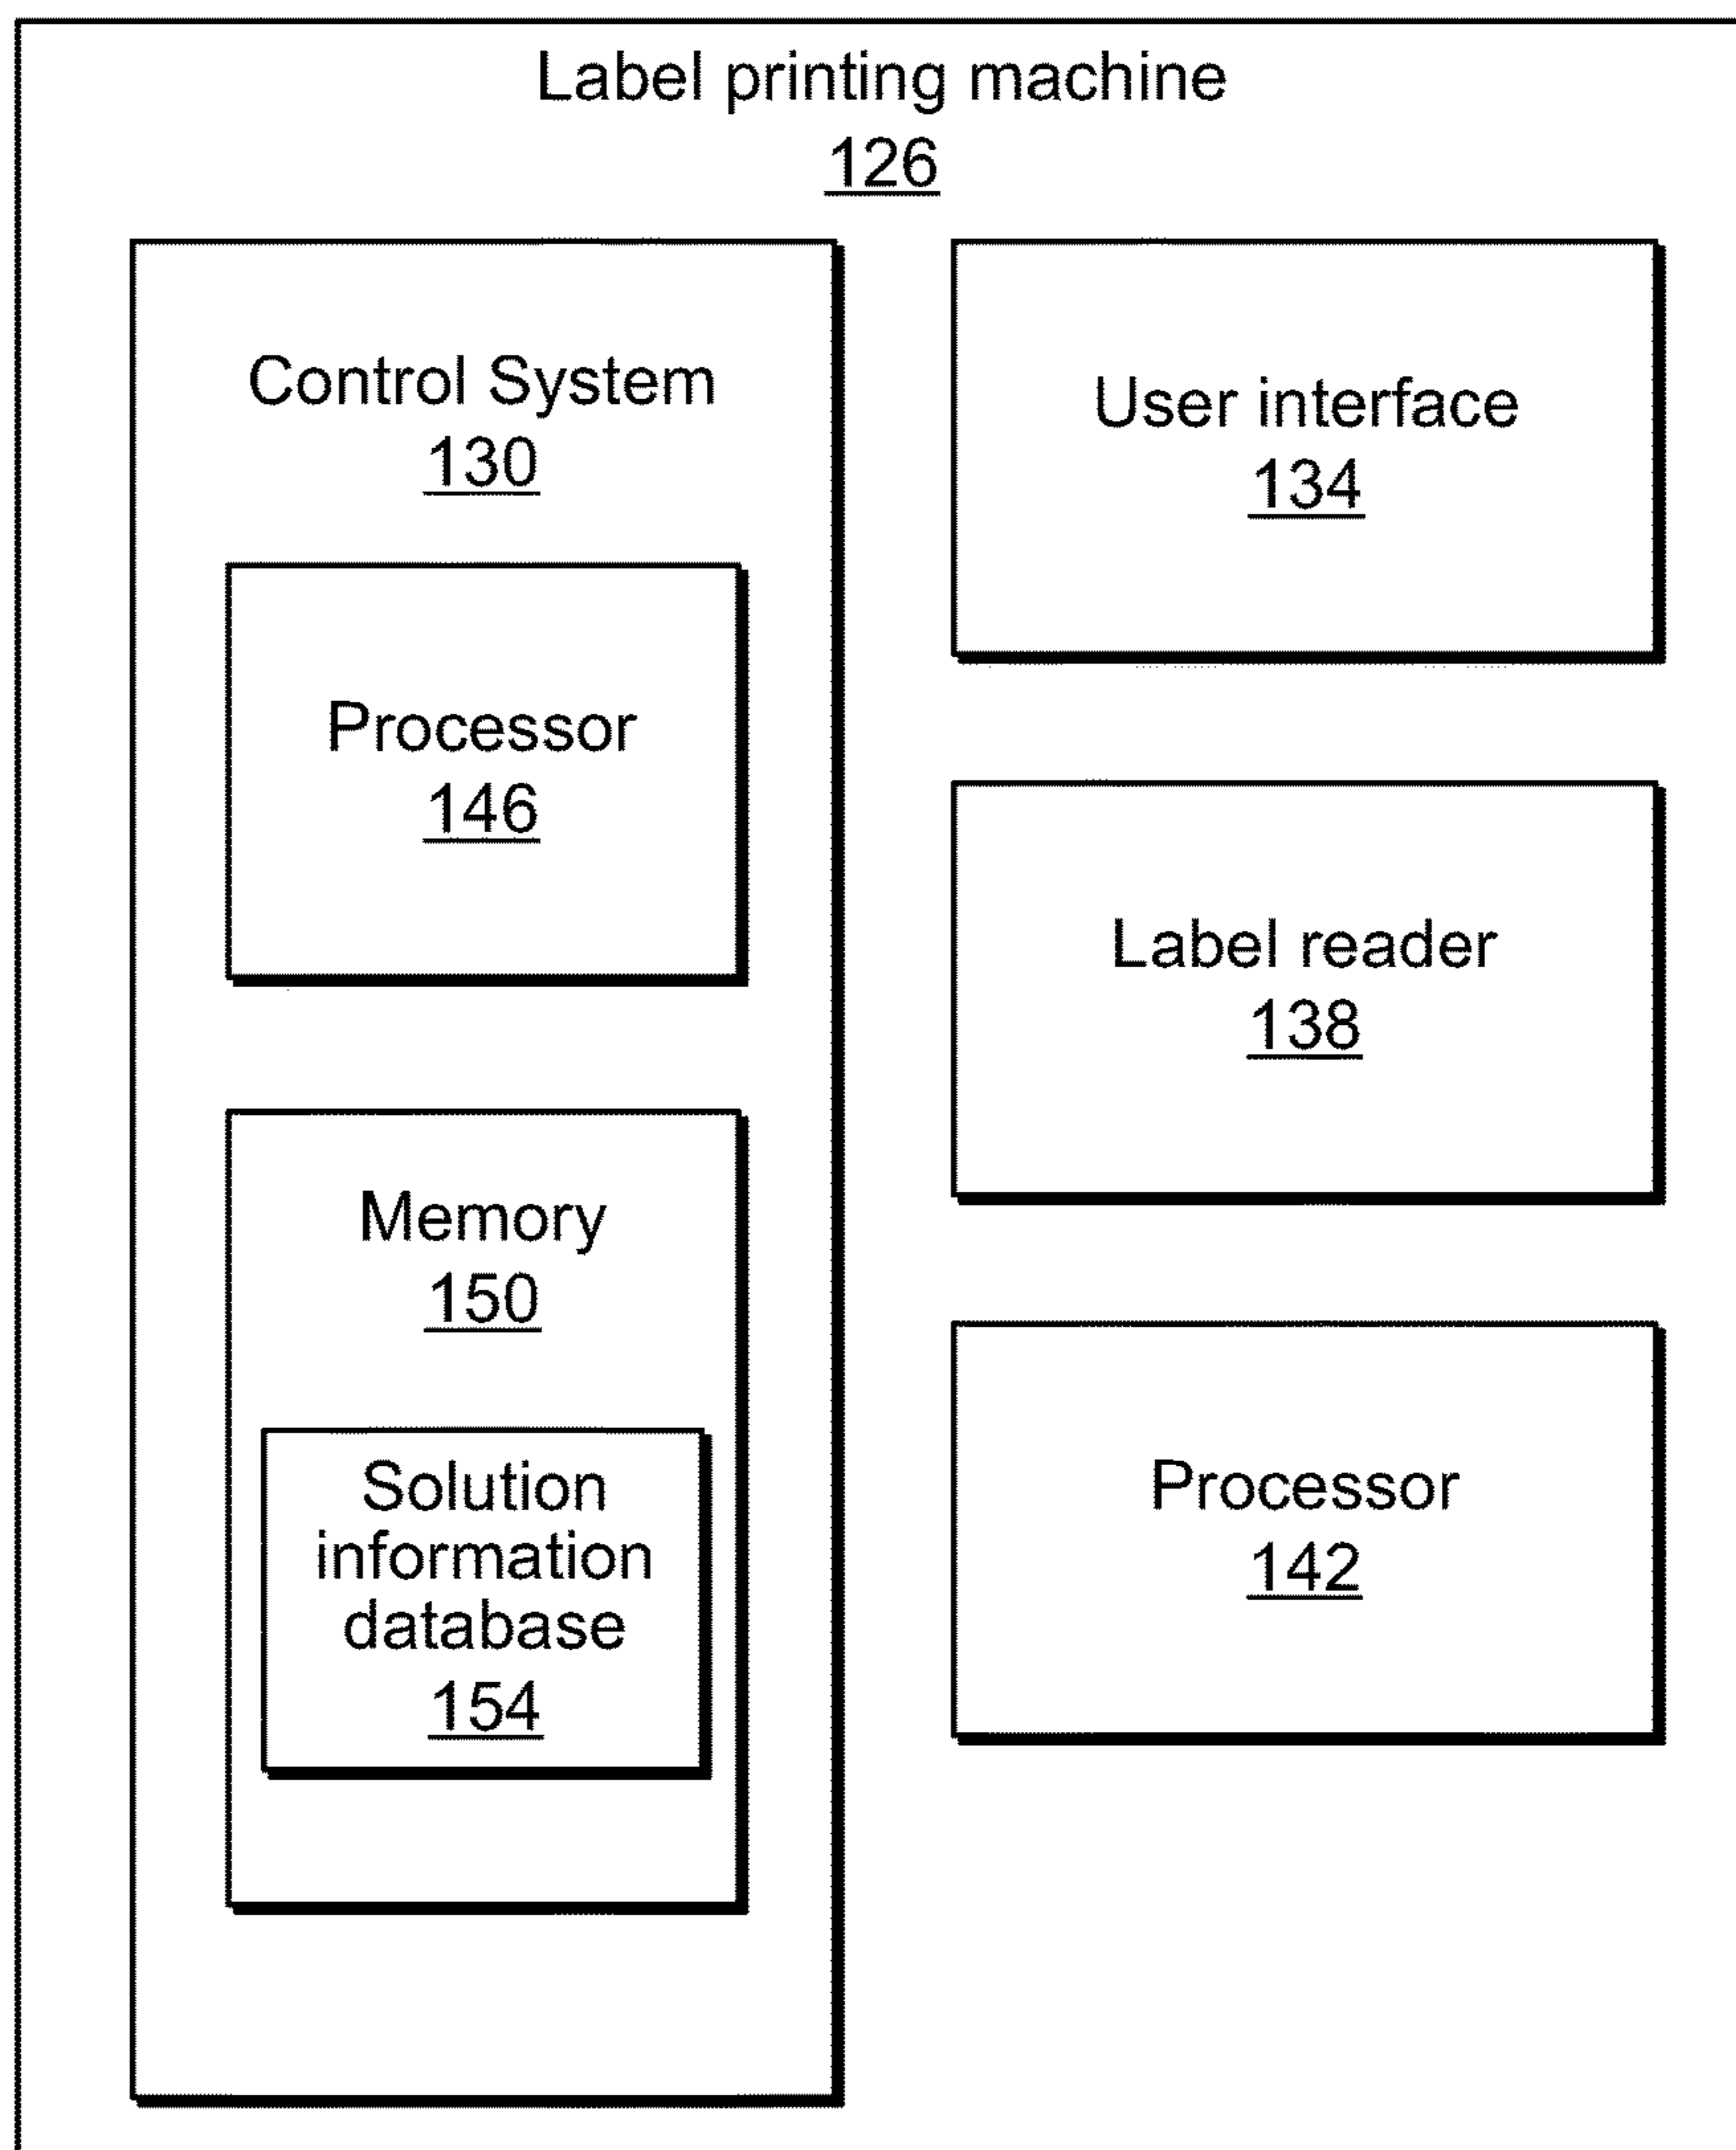 Label printing machine
126
Control System
130
Processor
146
Memory
150
Solution
information
database
154
User interface
134
Label reader
138
Processor
142